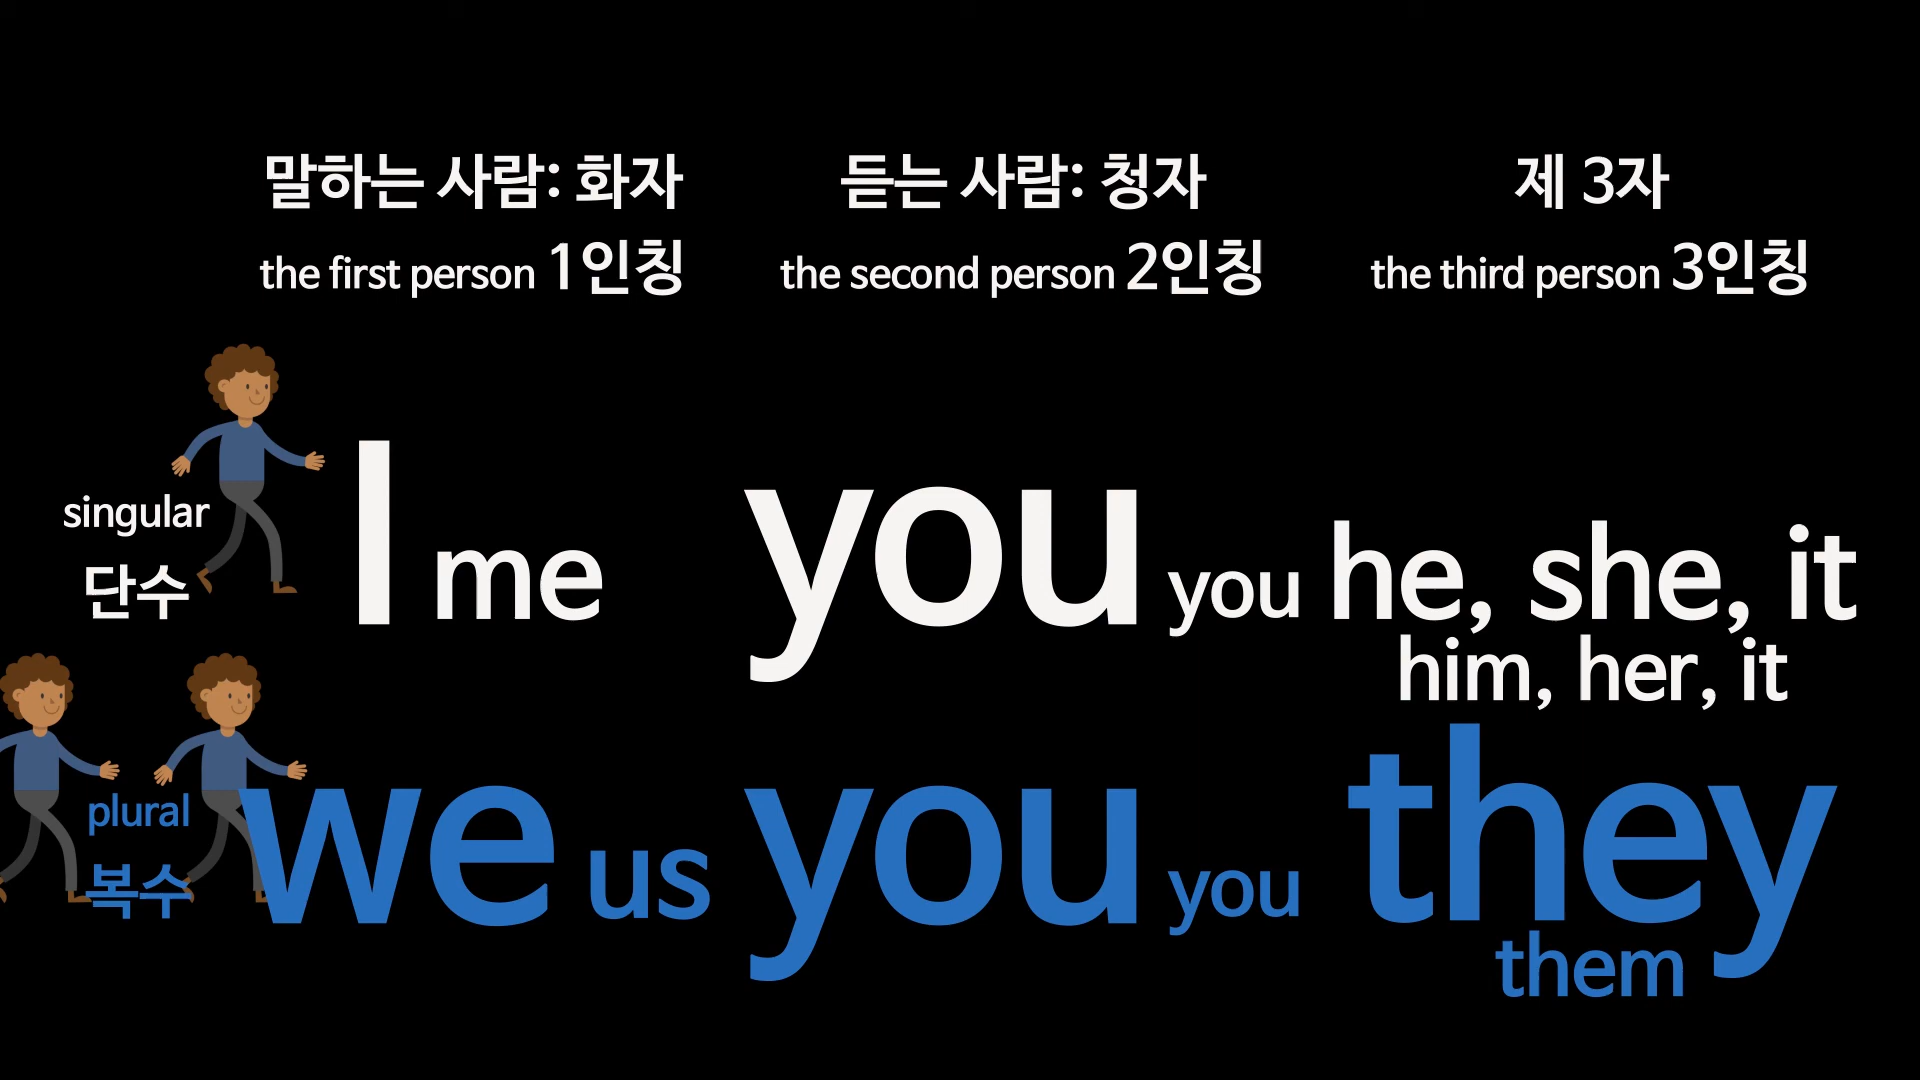 말하는 사람: 화자
the first person 1인칭
듣는 사람: 청자
the second person 2인칭
제 3자
the third person 3인칭
singular
단수
I me
you you
he, she, it
him, her, it
plural
복수
we us
you you
they
them